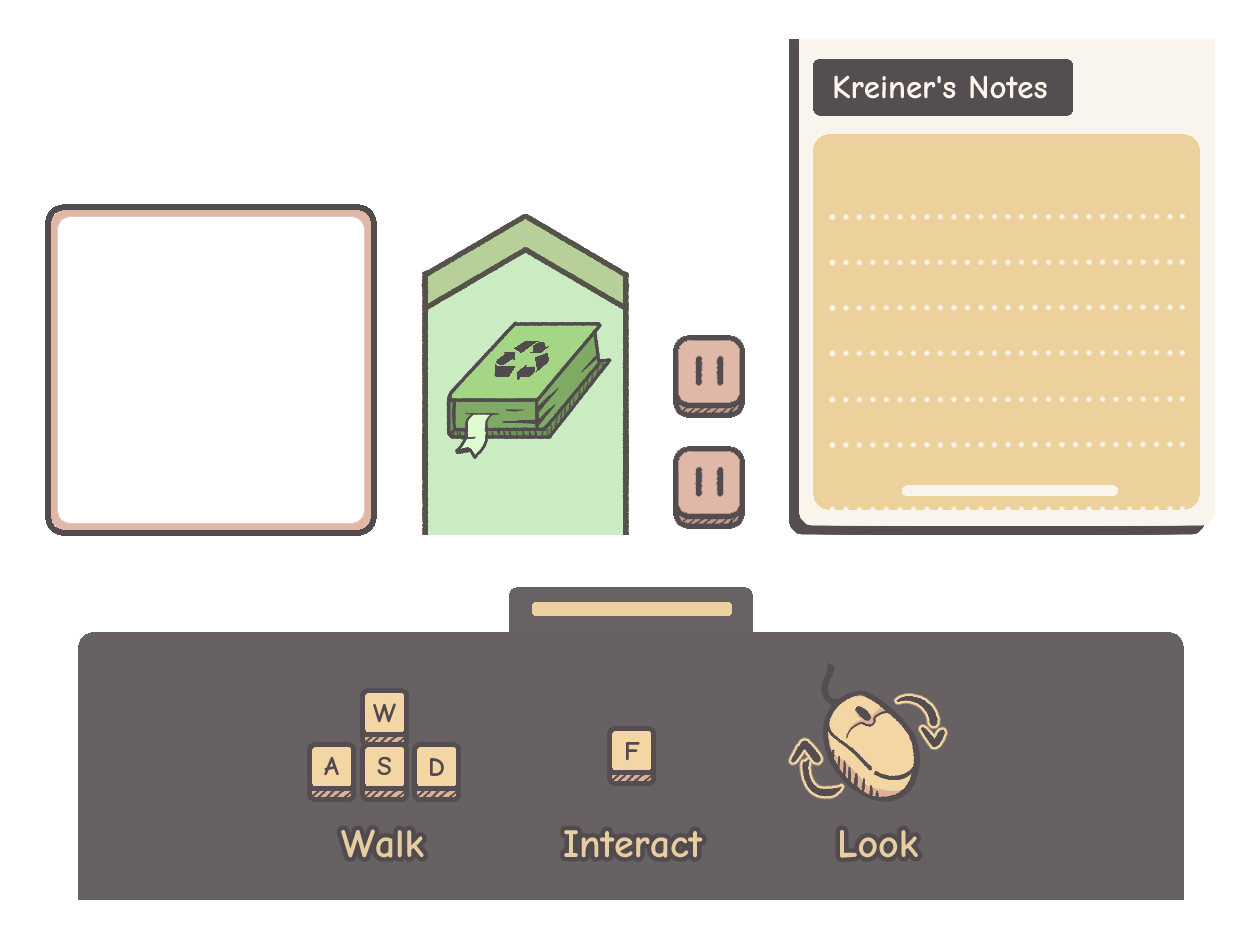 Kreiner's Notes
W
A S D
F
Walk
Interact
Look